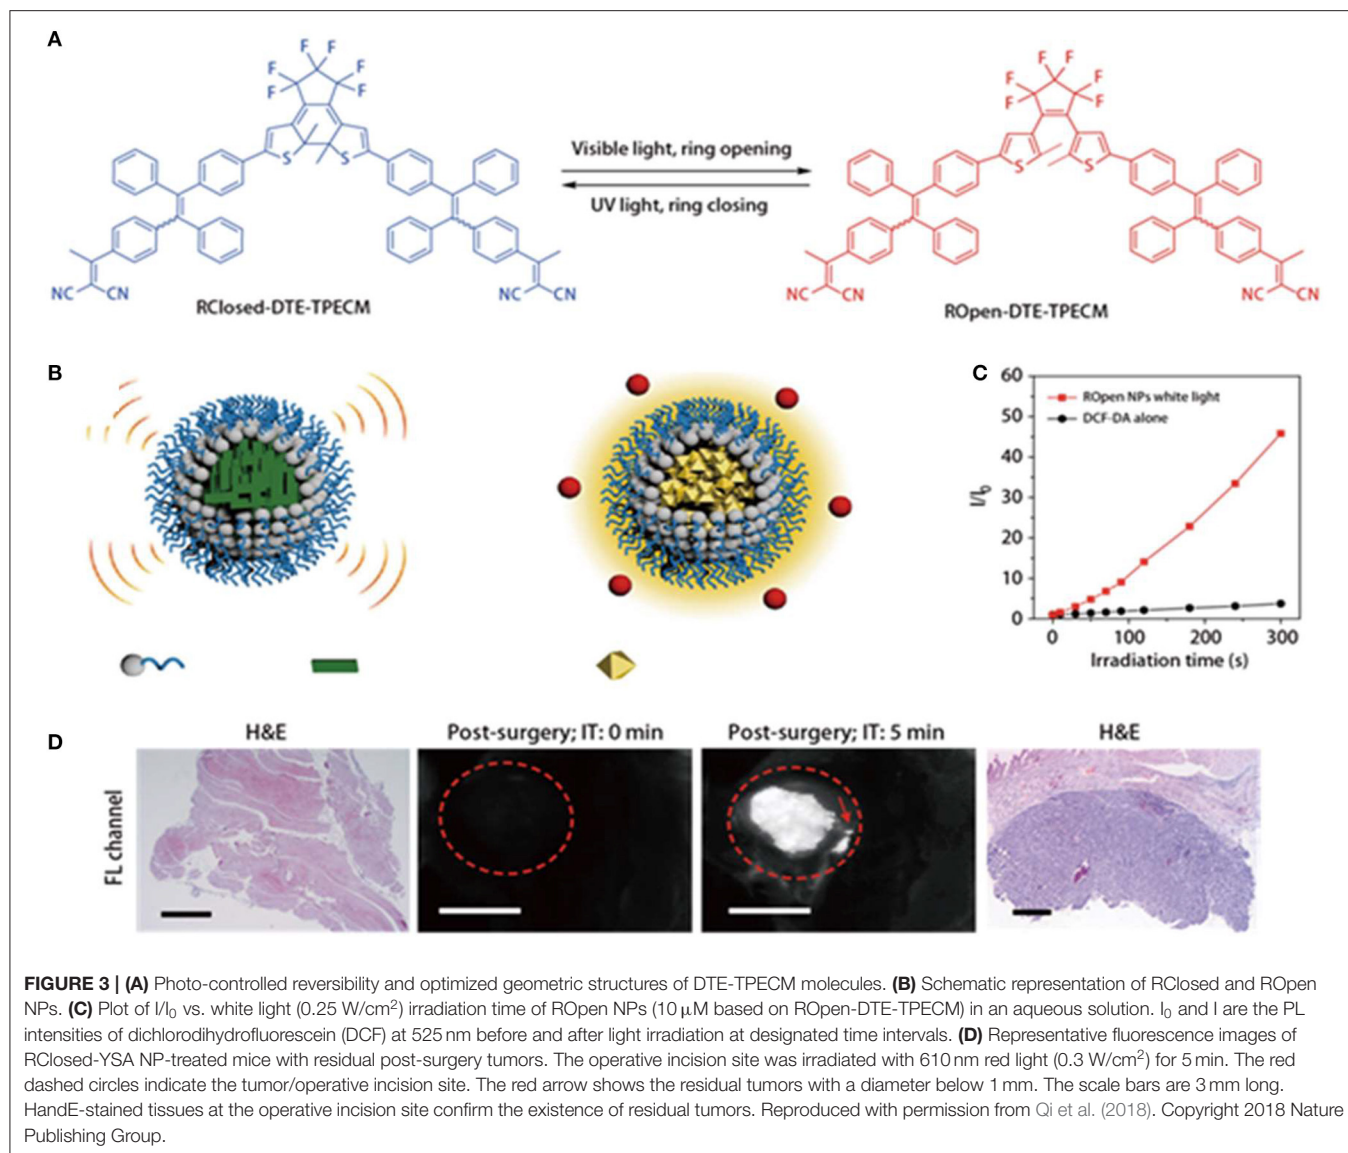 A
F F
F F
F F
S S
NC CN
NC CN
RClosed-DTE-TPECM
Visible light, ring opening
UV light, ring closing
F F
F F
F F
S S
NC CN
NC CN
ROpen-DTE-TPECM
B
C
60
50
40
30
20
10
0
I/I₀
ROpen NPs white light
DCF-DA alone
0 100 200 300
Irradiation time (s)
D
FL channel
H&E
Post-surgery; IT: 0 min
Post-surgery; IT: 5 min
H&E
FIGURE 3 | (A) Photo-controlled reversibility and optimized geometric structures of DTE-TPECM molecules. (B) Schematic representation of RClosed and ROpen
NPs. (C) Plot of I/I₀ vs. white light (0.25 W/cm²) irradiation time of ROpen NPs (10 μM based on ROpen-DTE-TPECM) in an aqueous solution. I₀ and I are the PL
intensities of dichlorodihydrofluorescein (DCF) at 525 nm before and after light irradiation at designated time intervals. (D) Representative fluorescence images of
RClosed-YSA NP-treated mice with residual post-surgery tumors. The operative incision site was irradiated with 610 nm red light (0.3 W/cm²) for 5 min. The red
dashed circles indicate the tumor/operative incision site. The red arrow shows the residual tumors with a diameter below 1 mm. The scale bars are 3 mm long.
HandE-stained tissues at the operative incision site confirm the existence of residual tumors. Reproduced with permission from Qi et al. (2018). Copyright 2018 Nature
Publishing Group.